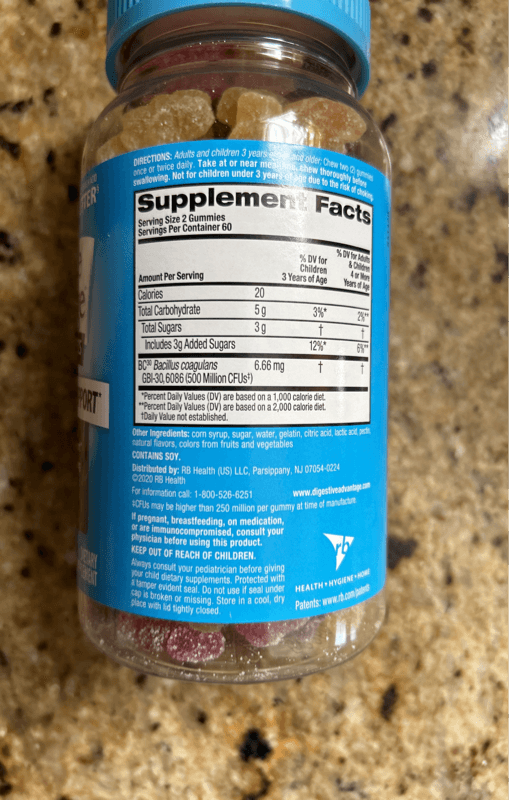 DIRECTIONS: Adults and children 3 years and older: Chew two (2) gummies
once or twice daily. Take at or near mealtimes, chew thoroughly before
swallowing. Not for children under 3 years of age due to the risk of choking.
Supplement Facts
Serving Size 2 Gummies
Servings Per Container 60
Amount Per Serving % DV for Children 3 Years of Age % DV for Adults & Children 4 or More Years of Age
Calories 20
Total Carbohydrate 5 g 3%* 2%**
Total Sugars 3 g † †
Includes 3g Added Sugars 12%* 6%**
BC30 Bacillus coagulans 6.66 mg † †
GBI-30, 6086 (500 Million CFUs‡)
*Percent Daily Values (DV) are based on a 1,000 calorie diet.
**Percent Daily Values (DV) are based on a 2,000 calorie diet.
†Daily Value not established.
Other Ingredients: corn syrup, sugar, water, gelatin, citric acid, lactic acid, pectin,
natural flavors, colors from fruits and vegetables
CONTAINS SOY.
Distributed by: RB Health (US) LLC, Parsippany, NJ 07054-0224
©2020 RB Health
For information call: 1-800-526-6251 www.digestiveadvantage.com
‡CFUs may be higher than 250 million per gummy at time of manufacture.
If pregnant, breastfeeding, on medication,
or are immunocompromised, consult your
physician before using this product.
KEEP OUT OF REACH OF CHILDREN.
Always consult your pediatrician before giving
your child dietary supplements. Protected with
a tamper evident seal. Do not use if seal under
cap is broken or missing. Store in a cool, dry
place with lid tightly closed.
rb
HEALTH • HYGIENE • HOME
Patents: www.rb.com/patents